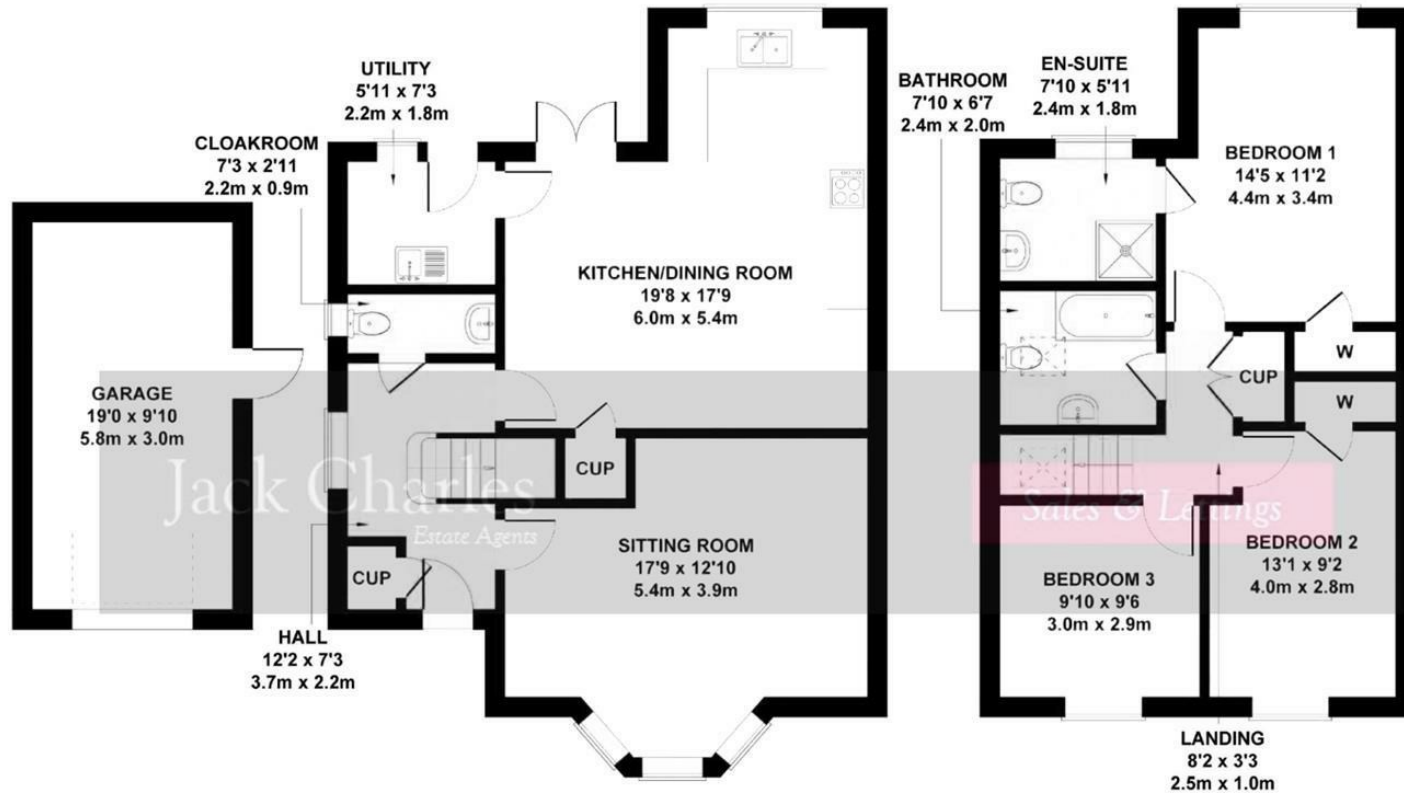 UTILITY
5'11 x 7'3
2.2m x 1.8m
CLOAKROOM
7'3 x 2'11
2.2m x 0.9m
GARAGE
19'0 x 9'10
5.8m x 3.0m
KITCHEN/DINING ROOM
19'8 x 17'9
6.0m x 5.4m
CUP
SITTING ROOM
17'9 x 12'10
5.4m x 3.9m
CUP
HALL
12'2 x 7'3
3.7m x 2.2m
Jack Charles
Estate Agents
BATHROOM
7'10 x 6'7
2.4m x 2.0m
EN-SUITE
7'10 x 5'11
2.4m x 1.8m
BEDROOM 1
14'5 x 11'2
4.4m x 3.4m
W
CUP
W
Sales & Lettings
BEDROOM 2
13'1 x 9'2
4.0m x 2.8m
BEDROOM 3
9'10 x 9'6
3.0m x 2.9m
LANDING
8'2 x 3'3
2.5m x 1.0m